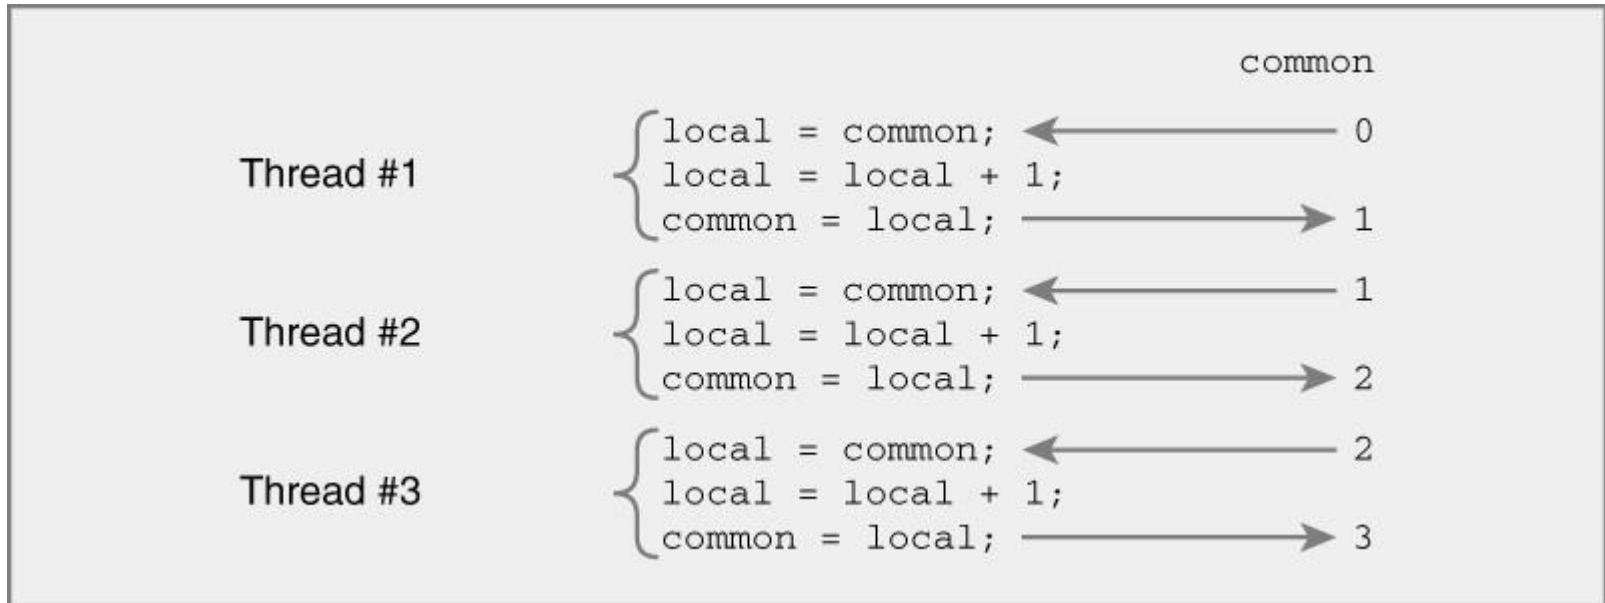 common
local = common; 0
Thread #1 local = local + 1;
common = local; 1
local = common; 1
Thread #2 local = local + 1;
common = local; 2
local = common; 2
Thread #3 local = local + 1;
common = local; 3